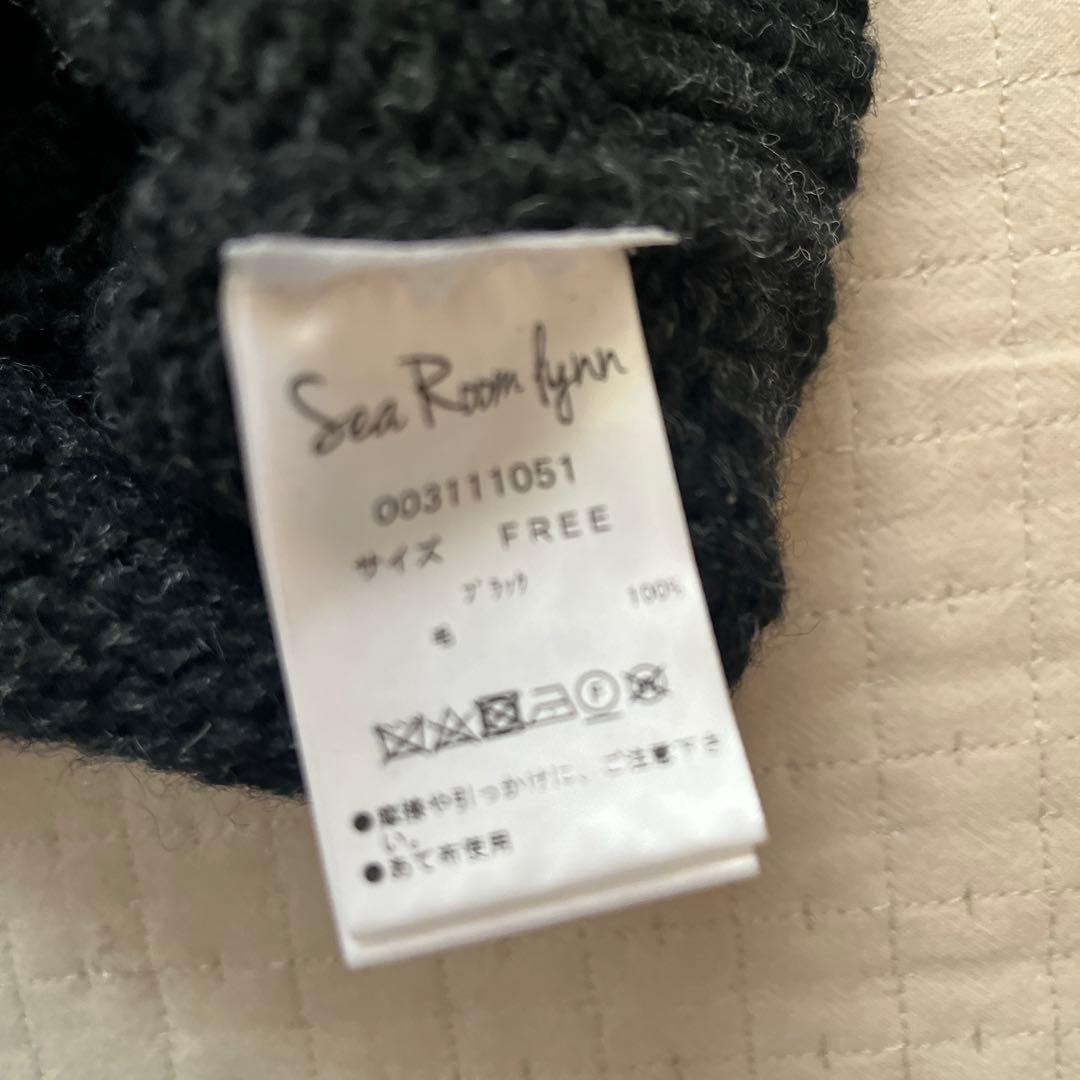 Sea Room lynn
003111051
サイズ FREE
ブラック
毛 100%
F
●摩擦や引っかけに、ご注意下さ
い。
●あて布使用